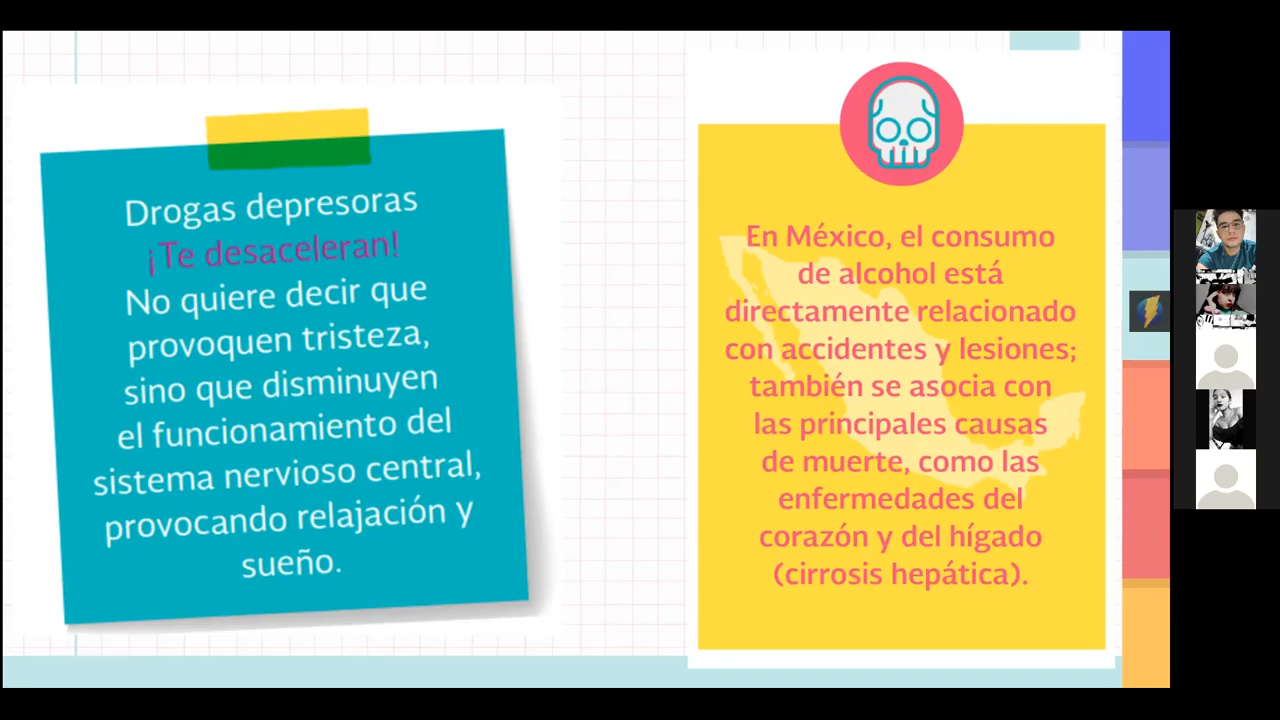 Drogas depresoras
¡Te desaceleran!
No quiere decir que
provoquen tristeza,
sino que disminuyen
el funcionamiento del
sistema nervioso central,
provocando relajación y
sueño.
En México, el consumo
de alcohol está
directamente relacionado
con accidentes y lesiones;
también se asocia con
las principales causas
de muerte, como las
enfermedades del
corazón y del hígado
(cirrosis hepática).